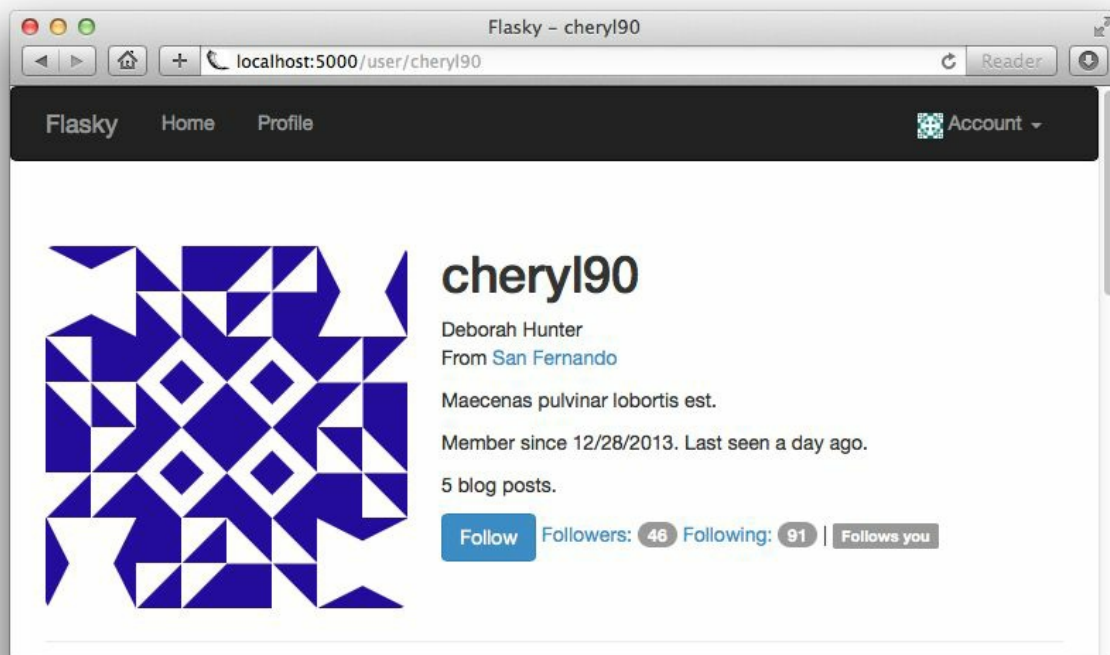 Flasky – cheryl90
localhost:5000/user/cheryl90 Reader
Flasky Home Profile Account
cheryl90
Deborah Hunter
From San Fernando
Maecenas pulvinar lobortis est.
Member since 12/28/2013. Last seen a day ago.
5 blog posts.
Follow Followers: 46 Following: 91 | Follows you